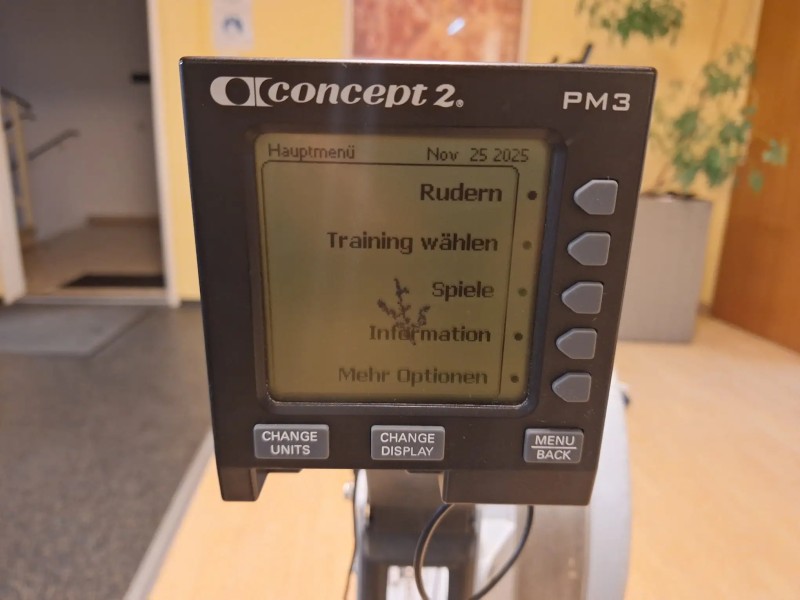 concept 2.
PM3
Hauptmenü Nov 25 2025
Rudern
Training wählen
Spiele
Information
Mehr Optionen
CHANGE UNITS
CHANGE DISPLAY
MENU BACK